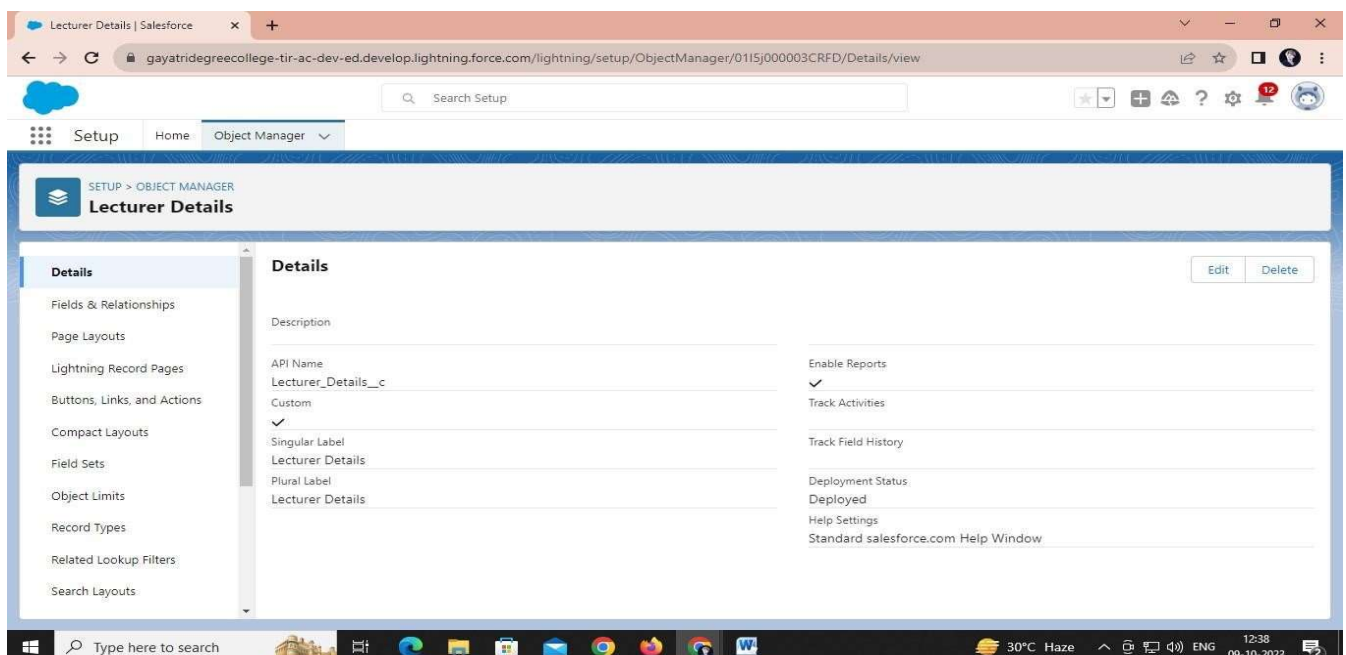 Lecturer Details | Salesforce
gayatridegreecollege-tir-ac-dev-ed.develop.lightning.force.com/lightning/setup/ObjectManager/01I5j000003CRFD/Details/view
Search Setup
12
Setup Home Object Manager
SETUP > OBJECT MANAGER
Lecturer Details
Details
Fields & Relationships
Page Layouts
Lightning Record Pages
Buttons, Links, and Actions
Compact Layouts
Field Sets
Object Limits
Record Types
Related Lookup Filters
Search Layouts
Details
Edit Delete
Description
API Name
Lecturer_Details__c
Custom
Singular Label
Lecturer Details
Plural Label
Lecturer Details
Enable Reports
Track Activities
Track Field History
Deployment Status
Deployed
Help Settings
Standard salesforce.com Help Window
Type here to search
W
30°C Haze
ENG
12:38
09-10-2022